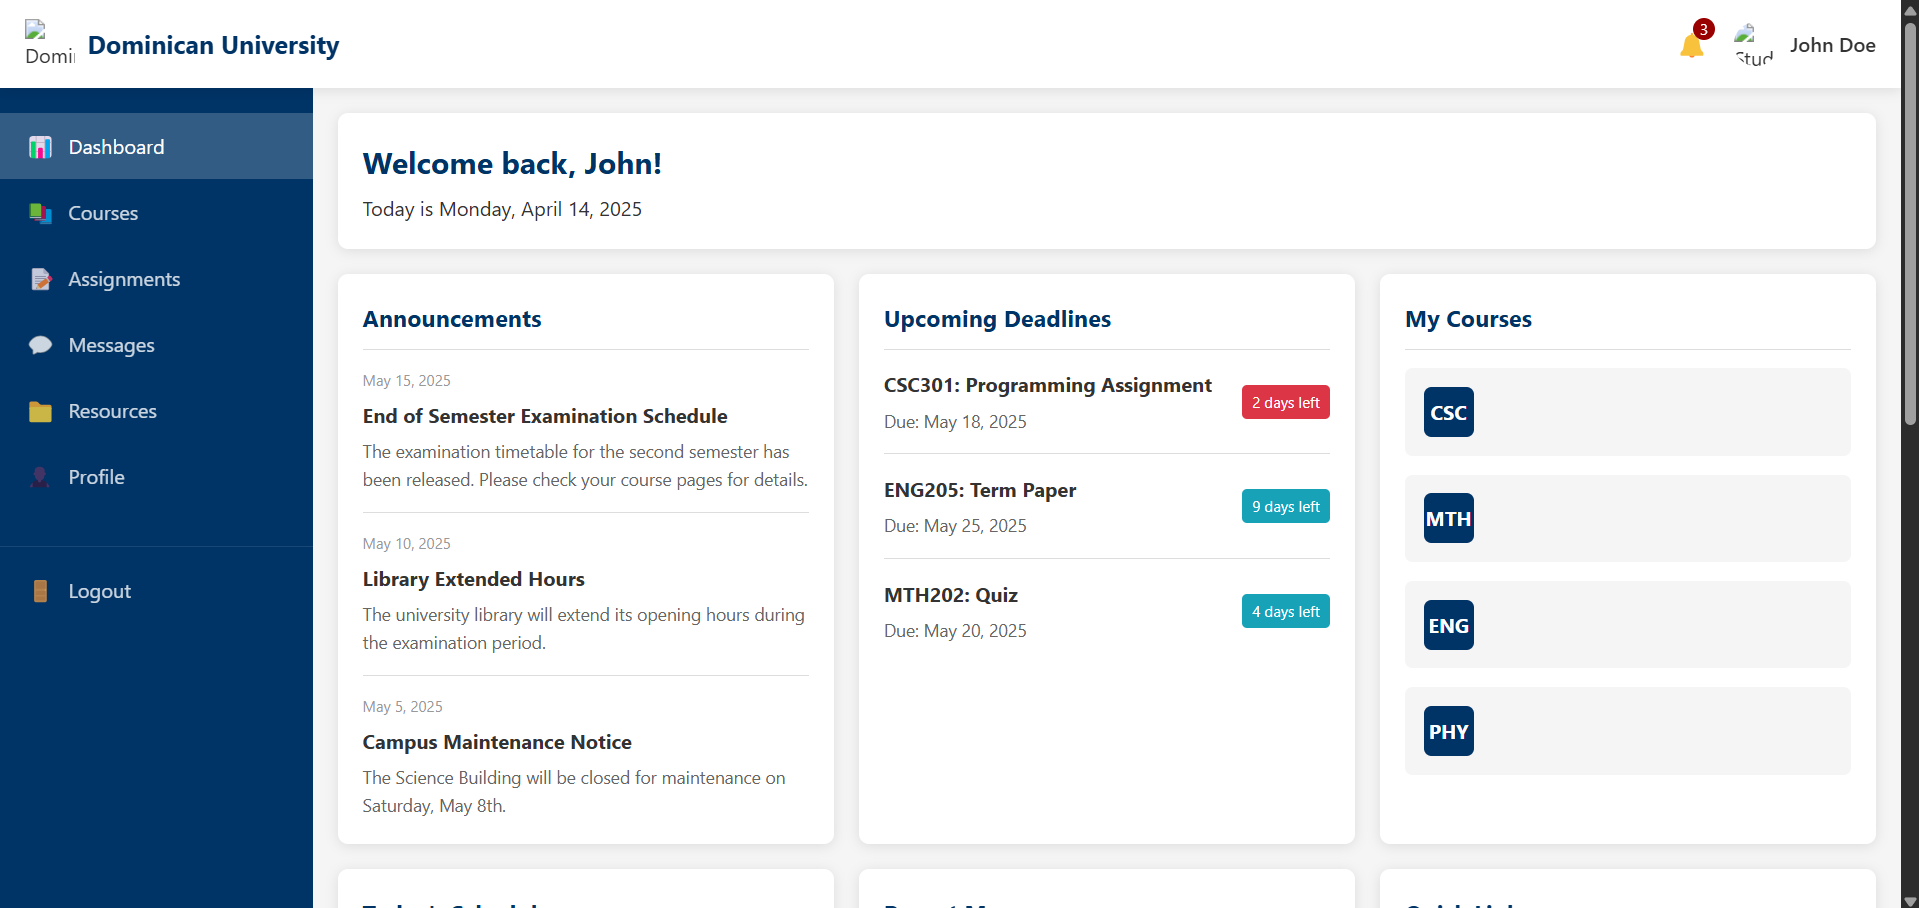 Domi
Dominican University
3
Stud
John Doe
Dashboard
Courses
Assignments
Messages
Resources
Profile
Logout
Welcome back, John!
Today is Monday, April 14, 2025
Announcements
May 15, 2025
End of Semester Examination Schedule
The examination timetable for the second semester has
been released. Please check your course pages for details.
May 10, 2025
Library Extended Hours
The university library will extend its opening hours during
the examination period.
May 5, 2025
Campus Maintenance Notice
The Science Building will be closed for maintenance on
Saturday, May 8th.
Upcoming Deadlines
CSC301: Programming Assignment
Due: May 18, 2025
2 days left
ENG205: Term Paper
Due: May 25, 2025
9 days left
MTH202: Quiz
Due: May 20, 2025
4 days left
My Courses
CSC
MTH
ENG
PHY